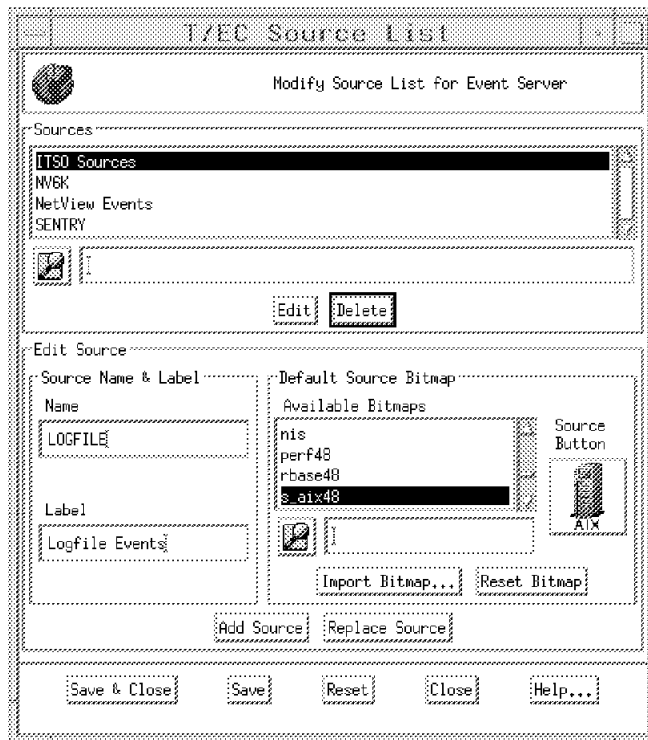 T/EC Source List
Modify Source List for Event Server
Sources
ITSO Sources
NV6K
NetView Events
SENTRY
Edit
Delete
Edit Source
Source Name & Label
Name
LOGFILE
Label
Logfile Events
Default Source Bitmap
Available Bitmaps
nis
perf48
rbase48
s_aix48
Source
Button
AIX
Import Bitmap...
Reset Bitmap
Add Source
Replace Source
Save & Close
Save
Reset
Close
Help...